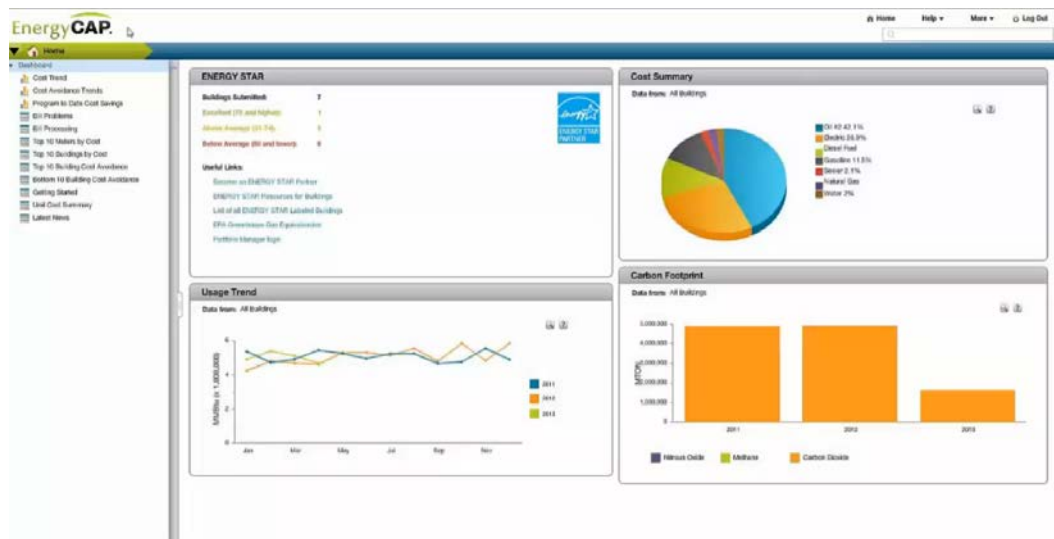 EnergyCAP.
Home
Help
More
Log Out
Home
Dashboard
Cost Trend
Cost Avoidance Trends
Program to Date Cost Savings
Bill Problems
Bill Processing
Top 10 Meters by Cost
Top 10 Buildings by Cost
Top 10 Building Cost Avoidance
Bottom 10 Building Cost Avoidance
Getting Started
Unit Cost Summary
Latest News
ENERGY STAR
Buildings Submitted: 7
Excellent (75 and higher): 1
Above Average (51-74):
Below Average (50 and lower):
Useful Links:
Become an ENERGY STAR Partner
ENERGY STAR Resources for Buildings
List of all ENERGY STAR Labeled Buildings
EPA Greenhouse Gas Equivalencies
Portfolio Manager login
ENERGY STAR
PARTNER
Cost Summary
Data from: All Buildings
Oil #2 42.1%
Electric
Diesel Fuel
Gasoline 11.5%
Sewer 2.1%
Natural Gas
Water 2%
Usage Trend
Data from: All Buildings
MMBtu (x 1,000,000)
6
4
2
0
Jan
Mar
May
Jul
Sep
Nov
2011
2012
2013
Carbon Footprint
Data from: All Buildings
5,000,000
4,000,000
3,000,000
2,000,000
1,000,000
0
2011
2012
2013
Nitrous Oxide
Methane
Carbon Dioxide